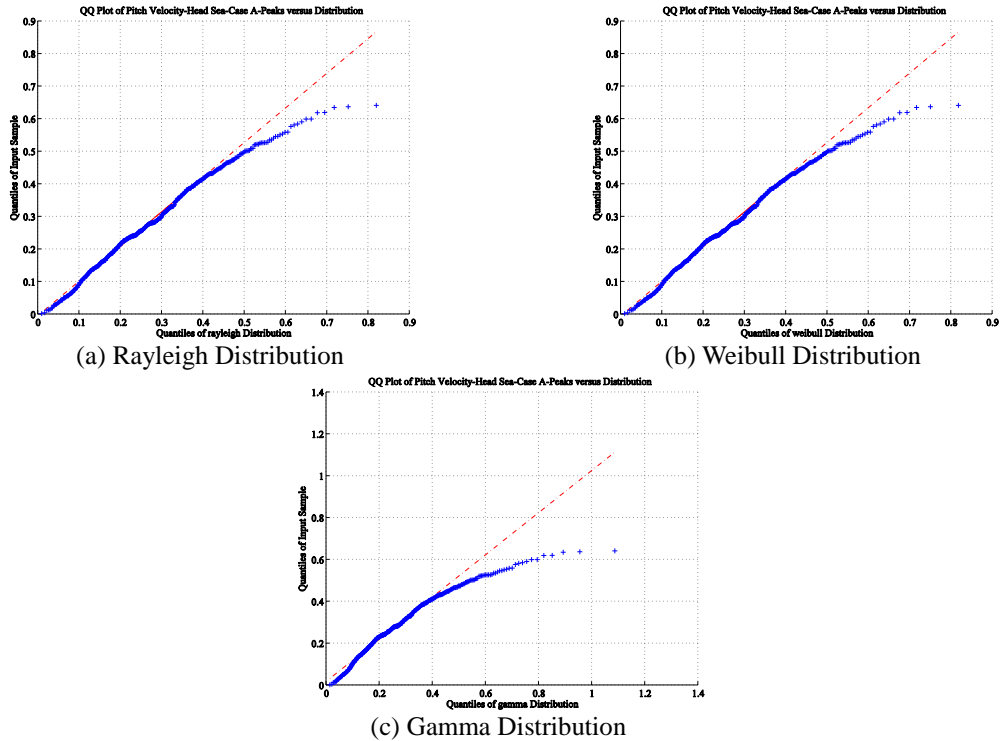 QQ Plot of Pitch Velocity-Head Sea-Case A-Peaks versus Distribution
0.9
0.8
0.7
0.6
0.5
0.4
0.3
0.2
0.1
0
Quantiles of Input Sample
0 0.1 0.2 0.3 0.4 0.5 0.6 0.7 0.8 0.9
Quantiles of rayleigh Distribution
(a) Rayleigh Distribution
QQ Plot of Pitch Velocity-Head Sea-Case A-Peaks versus Distribution
0.9
0.8
0.7
0.6
0.5
0.4
0.3
0.2
0.1
0
Quantiles of Input Sample
0 0.1 0.2 0.3 0.4 0.5 0.6 0.7 0.8 0.9
Quantiles of weibull Distribution
(b) Weibull Distribution
QQ Plot of Pitch Velocity-Head Sea-Case A-Peaks versus Distribution
1.4
1.2
1
0.8
0.6
0.4
0.2
0
Quantiles of Input Sample
0 0.2 0.4 0.6 0.8 1 1.2 1.4
Quantiles of gamma Distribution
(c) Gamma Distribution